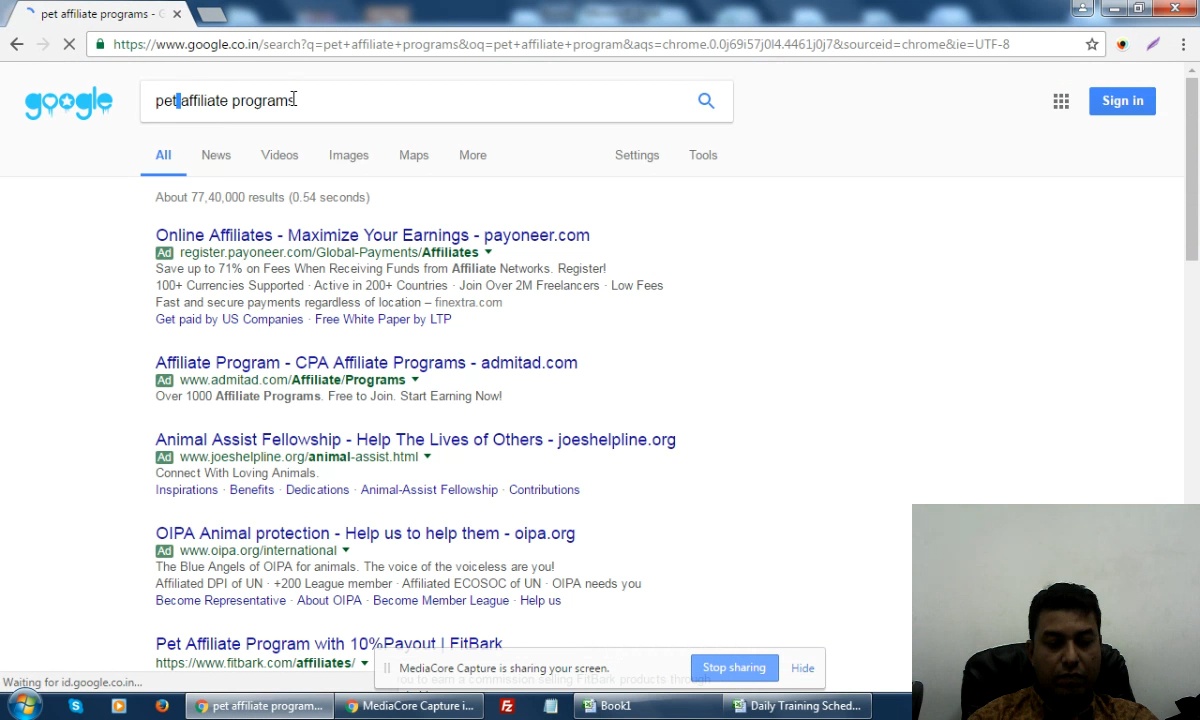 pet affiliate programs - G
https://www.google.co.in/search?q=pet+affiliate+programs&oq=pet+affiliate+program&aqs=chrome.0.0j69i57j0l4.4461j0j7&sourceid=chrome&ie=UTF-8
google
pet affiliate programs
Sign in
All News Videos Images Maps More Settings Tools
About 77,40,000 results (0.54 seconds)
Online Affiliates - Maximize Your Earnings - payoneer.com
Ad register.payoneer.com/Global-Payments/Affiliates
Save up to 71% on Fees When Receiving Funds from Affiliate Networks. Register!
100+ Currencies Supported · Active in 200+ Countries · Join Over 2M Freelancers · Low Fees
Fast and secure payments regardless of location – finextra.com
Get paid by US Companies · Free White Paper by LTP
Affiliate Program - CPA Affiliate Programs - admitad.com
Ad www.admitad.com/Affiliate/Programs
Over 1000 Affiliate Programs. Free to Join. Start Earning Now!
Animal Assist Fellowship - Help The Lives of Others - joeshelpline.org
Ad www.joeshelpline.org/animal-assist.html
Connect With Loving Animals.
Inspirations · Benefits · Dedications · Animal-Assist Fellowship · Contributions
OIPA Animal protection - Help us to help them - oipa.org
Ad www.oipa.org/international
The Blue Angels of OIPA for animals. The voice of the voiceless are you!
Affiliated DPI of UN · +200 League member · Affiliated ECOSOC of UN · OIPA needs you
Become Representative · About OIPA · Become Member League · Help us
Pet Affiliate Program with 10% Payout | FitBark
https://www.fitbark.com/affiliates/
MediaCore Capture is sharing your screen. Stop sharing Hide
you to earn a commission selling FitBark products through
Waiting for id.google.co.in...
pet affiliate program... MediaCore Capture i... Book1 Daily Training Sched...